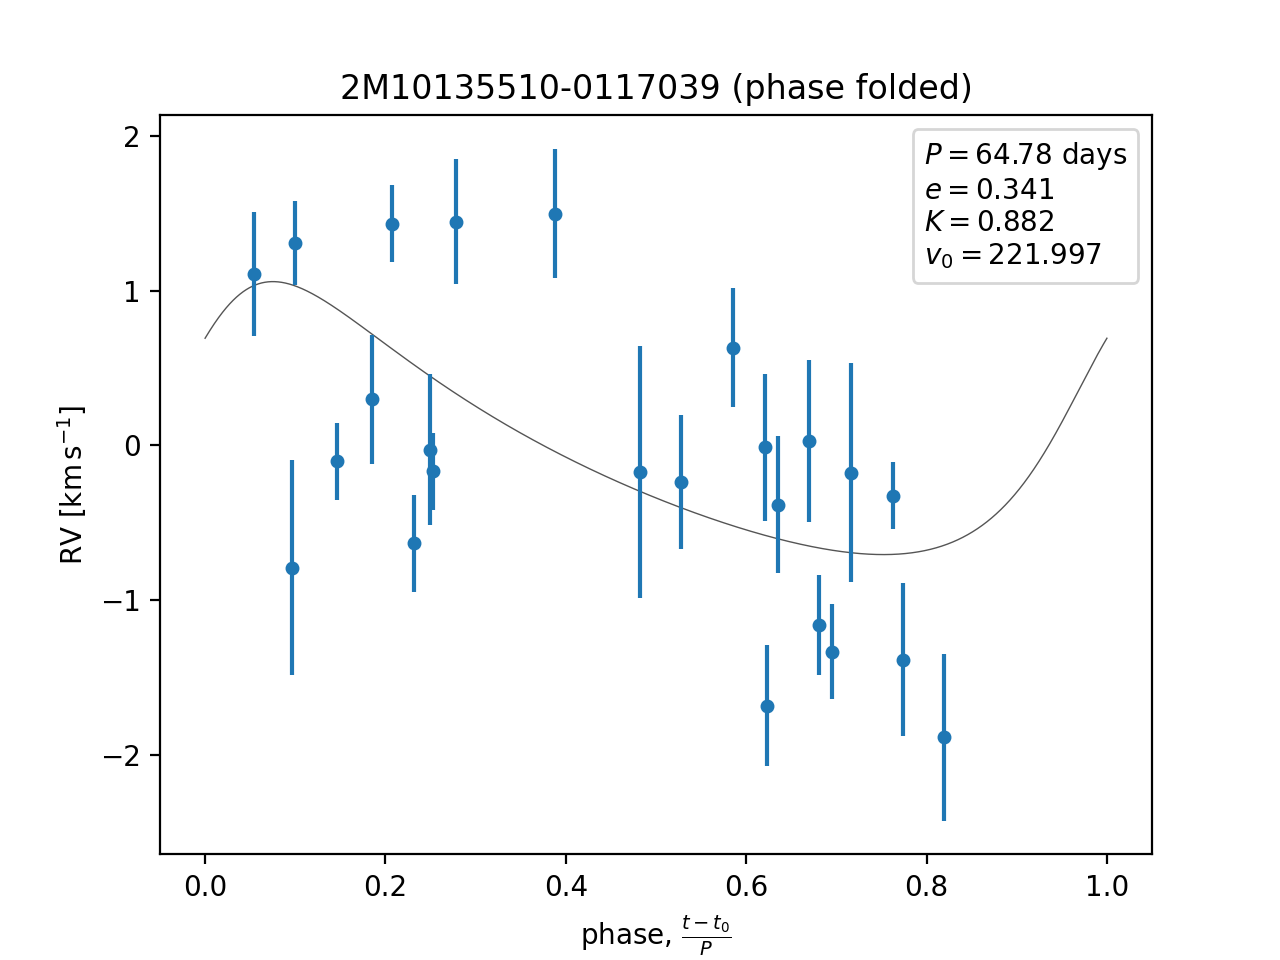 2M10135510-0117039 (phase folded)
P = 64.78 days
e = 0.341
K = 0.882
v₀ = 221.997
2
1
0
−1
−2
RV [km s⁻¹]
0.0 0.2 0.4 0.6 0.8 1.0
phase, (t − t₀)/P